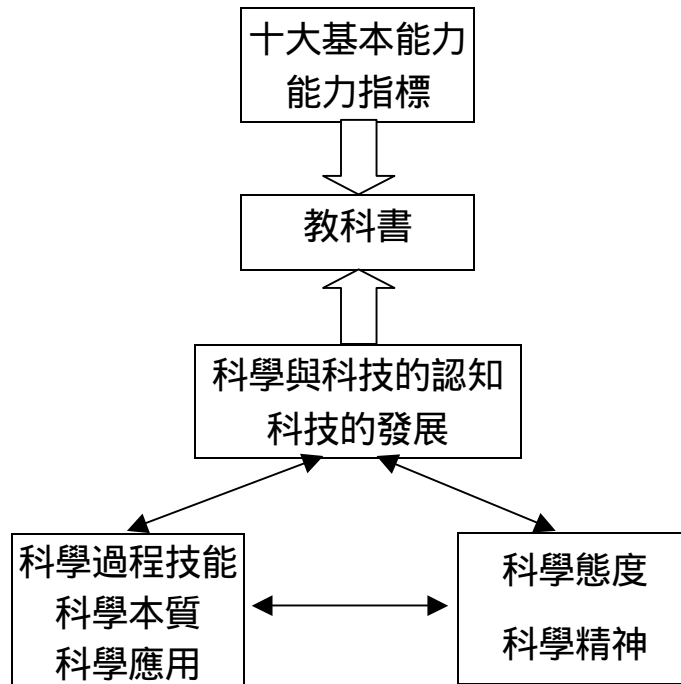 十大基本能力
能力指標
教科書
科學與科技的認知
科技的發展
科學過程技能
科學本質
科學應用
科學態度
科學精神